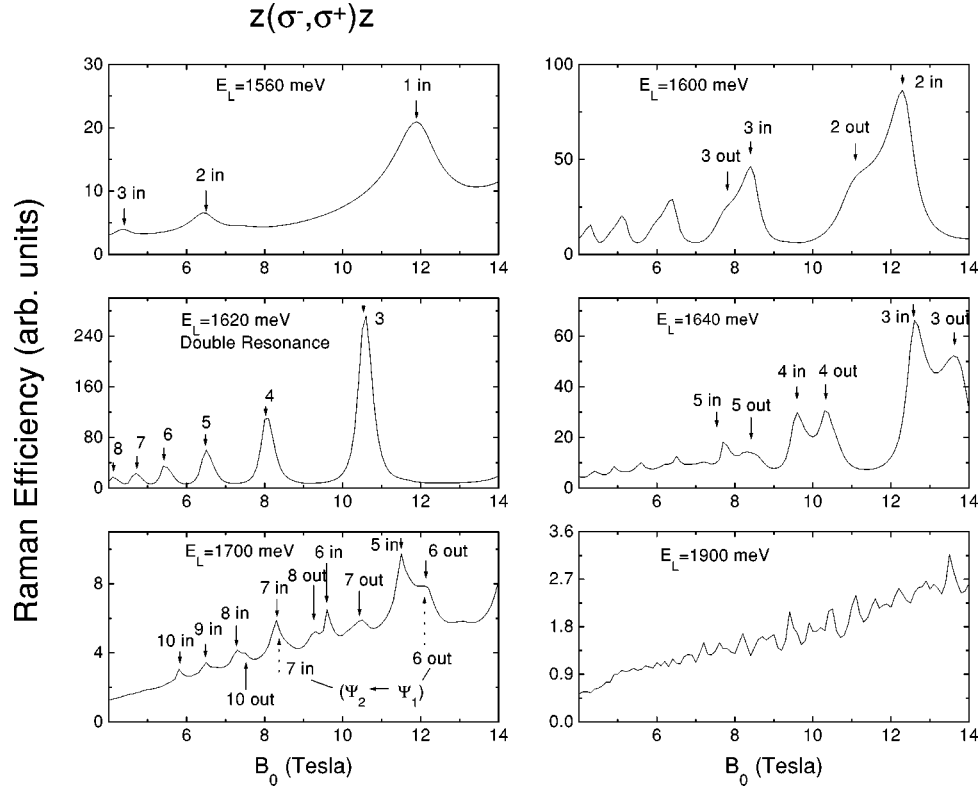 z(σ⁻,σ⁺)z
Raman Efficiency (arb. units)
30
20
10
0
E_L=1560 meV
3 in
2 in
1 in
6 8 10 12 14
100
50
0
E_L=1600 meV
3 out
3 in
2 out
2 in
6 8 10 12 14
240
160
80
0
E_L=1620 meV
Double Resonance
8
7
6
5
4
3
6 8 10 12 14
60
40
20
0
E_L=1640 meV
5 in
5 out
4 in
4 out
3 in
3 out
6 8 10 12 14
8
4
0
E_L=1700 meV
10 in
9 in
8 in
10 out
7 in
8 out
6 in
7 out
5 in
6 out
7 in
(Ψ₂ ← Ψ₁)
6 out
6 8 10 12 14
B₀ (Tesla)
3.6
2.7
1.8
0.9
0.0
E_L=1900 meV
6 8 10 12 14
B₀ (Tesla)